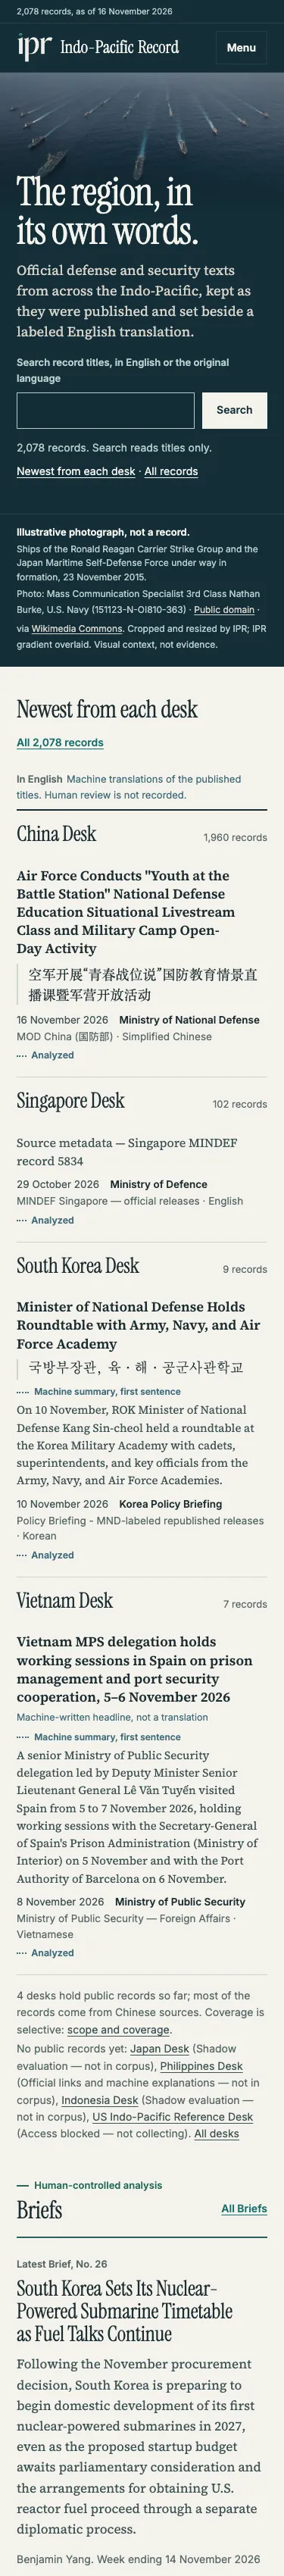 2,078 records, as of 16 November 2026
ipr Indo-Pacific Record
Menu
The region, in
its own words.
Official defense and security texts
from across the Indo-Pacific, kept as
they were published and set beside a
labeled English translation.
Search record titles, in English or the original
language
Search
2,078 records. Search reads titles only.
Newest from each desk · All records
Illustrative photograph, not a record.
Ships of the Ronald Reagan Carrier Strike Group and the
Japan Maritime Self-Defense Force under way in
formation, 23 November 2015.
Photo: Mass Communication Specialist 3rd Class Nathan
Burke, U.S. Navy (151123-N-OI810-363) · Public domain ·
via Wikimedia Commons. Cropped and resized by IPR; IPR
gradient overlaid. Visual context, not evidence.
Newest from each desk
All 2,078 records
In English Machine translations of the published
titles. Human review is not recorded.
China Desk
1,960 records
Air Force Conducts "Youth at the
Battle Station" National Defense
Education Situational Livestream
Class and Military Camp Open-
Day Activity
空军开展“青春战位说”国防教育情景直
播课暨军营开放活动
16 November 2026 Ministry of National Defense
MOD China (国防部) · Simplified Chinese
Analyzed
Singapore Desk
102 records
Source metadata — Singapore MINDEF
record 5834
29 October 2026 Ministry of Defence
MINDEF Singapore — official releases · English
Analyzed
South Korea Desk
9 records
Minister of National Defense Holds
Roundtable with Army, Navy, and Air
Force Academy
국방부장관, 육·해·공군사관학교
Machine summary, first sentence
On 10 November, ROK Minister of National
Defense Kang Sin-cheol held a roundtable at
the Korea Military Academy with cadets,
superintendents, and key officials from the
Army, Navy, and Air Force Academies.
10 November 2026 Korea Policy Briefing
Policy Briefing - MND-labeled republished releases
· Korean
Analyzed
Vietnam Desk
7 records
Vietnam MPS delegation holds
working sessions in Spain on prison
management and port security
cooperation, 5–6 November 2026
Machine-written headline, not a translation
Machine summary, first sentence
A senior Ministry of Public Security
delegation led by Deputy Minister Senior
Lieutenant General Lê Văn Tuyến visited
Spain from 5 to 7 November 2026, holding
working sessions with the Secretary-General
of Spain's Prison Administration (Ministry of
Interior) on 5 November and with the Port
Authority of Barcelona on 6 November.
8 November 2026 Ministry of Public Security
Ministry of Public Security — Foreign Affairs ·
Vietnamese
Analyzed
4 desks hold public records so far; most of the
records come from Chinese sources. Coverage is
selective: scope and coverage.
No public records yet: Japan Desk (Shadow
evaluation — not in corpus), Philippines Desk
(Official links and machine explanations — not in
corpus), Indonesia Desk (Shadow evaluation —
not in corpus), US Indo-Pacific Reference Desk
(Access blocked — not collecting). All desks
Human-controlled analysis
Briefs
All Briefs
Latest Brief, No. 26
South Korea Sets Its Nuclear-
Powered Submarine Timetable
as Fuel Talks Continue
Following the November procurement
decision, South Korea is preparing to
begin domestic development of its first
nuclear-powered submarines in 2027,
even as the proposed startup budget
awaits parliamentary consideration and
the arrangements for obtaining U.S.
reactor fuel proceed through a separate
diplomatic process.
Benjamin Yang. Week ending 14 November 2026